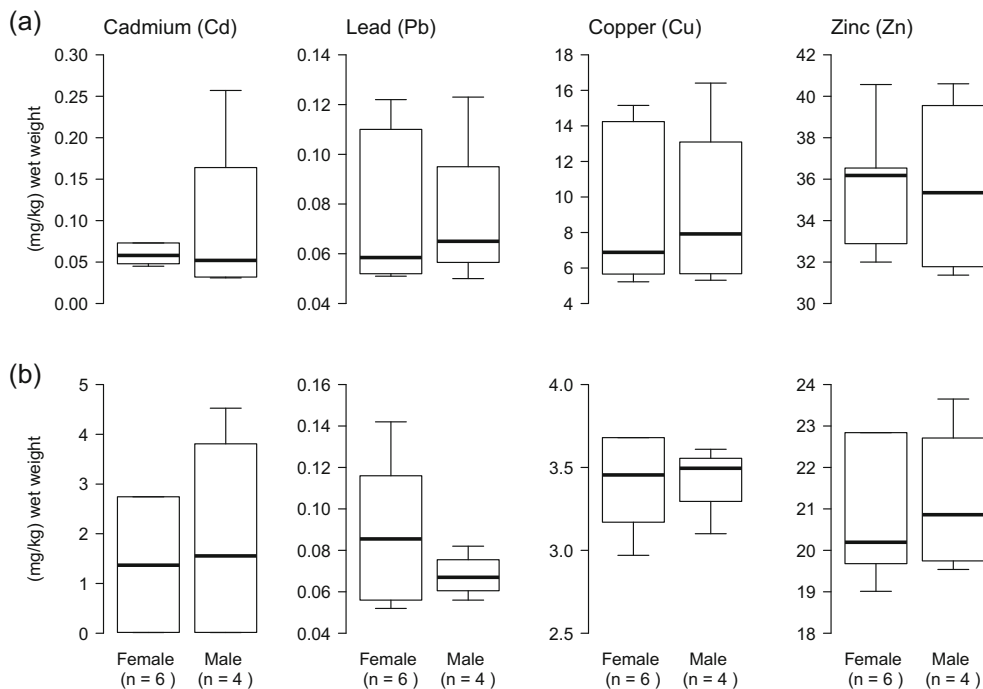 (a)
Cadmium (Cd) Lead (Pb) Copper (Cu) Zinc (Zn)
(mg/kg) wet weight
0.30 0.25 0.20 0.15 0.10 0.05 0.00
0.14 0.12 0.10 0.08 0.06 0.04
18 16 14 12 10 8 6 4
42 40 38 36 34 32 30
(b)
(mg/kg) wet weight
5 4 3 2 1 0
0.16 0.14 0.12 0.10 0.08 0.06 0.04
4.0 3.5 3.0 2.5
24 23 22 21 20 19 18
Female Male Female Male Female Male Female Male
(n = 6 ) (n = 4 ) (n = 6 ) (n = 4 ) (n = 6 ) (n = 4 ) (n = 6 ) (n = 4 )